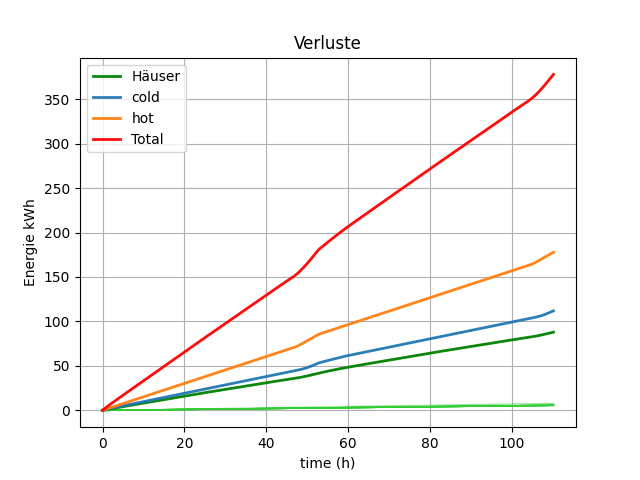 Verluste
Häuser
cold
hot
Total
Energie kWh
350
300
250
200
150
100
50
0
0 20 40 60 80 100
time (h)